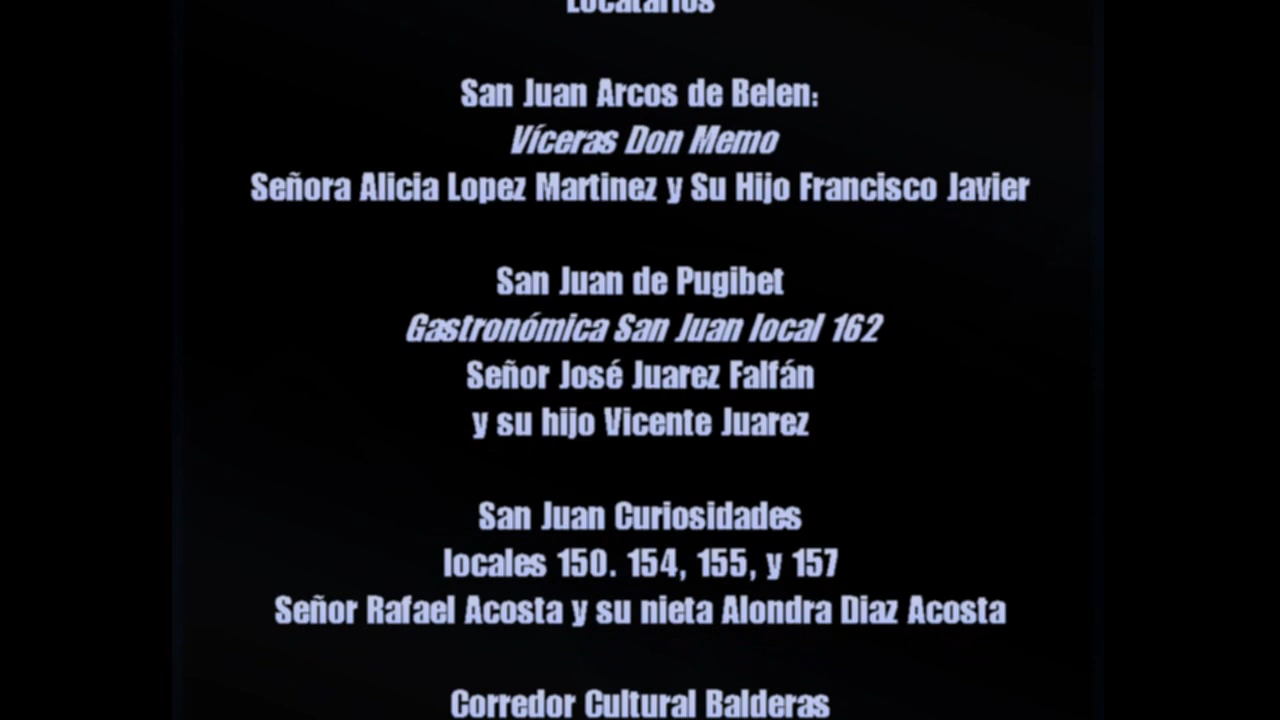 Locatarios
San Juan Arcos de Belen:
Víceras Don Memo
Señora Alicia Lopez Martinez y Su Hijo Francisco Javier
San Juan de Pugibet
Gastronómica San Juan local 162
Señor José Juarez Falfán
y su hijo Vicente Juarez
San Juan Curiosidades
locales 150. 154, 155, y 157
Señor Rafael Acosta y su nieta Alondra Diaz Acosta
Corredor Cultural Balderas